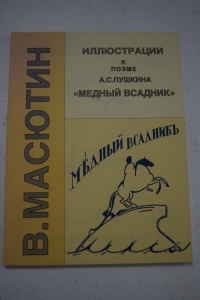 В. МАСЮТИН
ИЛЛЮСТРАЦИИ
К
ПОЭМЕ
А.С.ПУШКИНА
«МЕДНЫЙ ВСАДНИК»
МѢДНЫЙ ВСАДНИКЪ